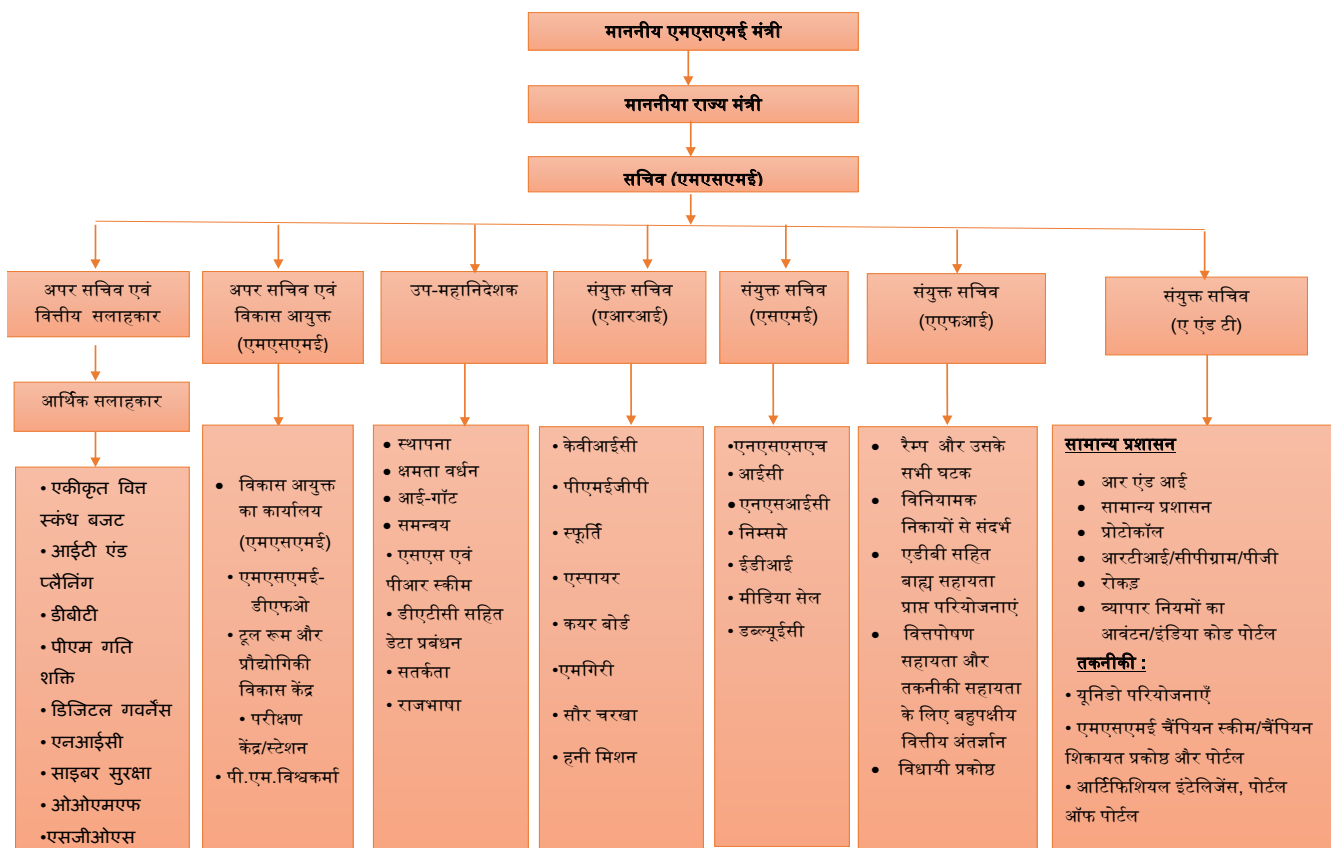 माननीय एमएसएमई मंत्री
माननीया राज्य मंत्री
सचिव (एमएसएमई)
अपर सचिव एवं
वित्तीय सलाहकार
आर्थिक सलाहकार
• एकीकृत वित्त
स्कंध बजट
• आईटी एंड
प्लैनिंग
• डीबीटी
• पीएम गति
शक्ति
• डिजिटल गवर्नेंस
• एनआईसी
• साइबर सुरक्षा
• ओओएमएफ
•एसजीओएस
अपर सचिव एवं
विकास आयुक्त
(एमएसएमई)
• विकास आयुक्त
का कार्यालय
(एमएसएमई)
• एमएसएमई-
डीएफओ
• टूल रूम और
प्रौद्योगिकी
विकास केंद्र
• परीक्षण
केंद्र/स्टेशन
• पी.एम.विश्वकर्मा
उप-महानिदेशक
• स्थापना
• क्षमता वर्धन
• आई-गॉट
• समन्वय
• एसएस एवं
पीआर स्कीम
• डीएटीसी सहित
डेटा प्रबंधन
• सतर्कता
• राजभाषा
संयुक्त सचिव
(एआरआई)
• केवीआईसी
• पीएमईजीपी
• स्फूर्ति
• एस्पायर
• कयर बोर्ड
•एमगिरी
• सौर चरखा
• हनी मिशन
संयुक्त सचिव
(एसएमई)
•एनएसएसएच
• आईसी
• एनएसआईसी
• निम्समे
• ईडीआई
• मीडिया सेल
• डब्ल्यूईसी
संयुक्त सचिव
(एएफआई)
• रैम्प और उसके
सभी घटक
• विनियामक
निकायों से संदर्भ
• एडीबी सहित
बाह्य सहायता
प्राप्त परियोजनाएं
• वित्तपोषण
सहायता और
तकनीकी सहायता
के लिए बहुपक्षीय
वित्तीय अंतर्ज्ञान
• विधायी प्रकोष्ठ
संयुक्त सचिव
(ए एंड टी)
सामान्य प्रशासन
• आर एंड आई
• सामान्य प्रशासन
• प्रोटोकॉल
• आरटीआई/सीपीग्राम/पीजी
• रोकड़
• व्यापार नियमों का
आवंटन/इंडिया कोड पोर्टल
तकनीकी :
• यूनिडो परियोजनाएँ
• एमएसएमई चैंपियन स्कीम/चैंपियन
शिकायत प्रकोष्ठ और पोर्टल
• आर्टिफिशियल इंटेलिजेंस, पोर्टल
ऑफ पोर्टल